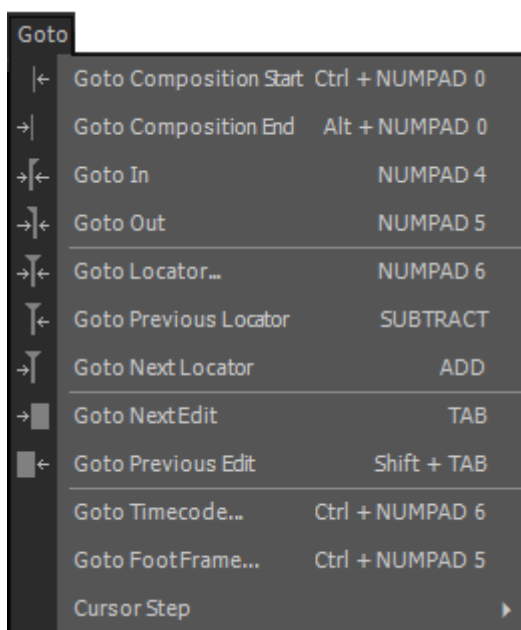 Goto
Goto Composition Start Ctrl + NUMPAD 0
Goto Composition End Alt + NUMPAD 0
Goto In NUMPAD 4
Goto Out NUMPAD 5
Goto Locator... NUMPAD 6
Goto Previous Locator SUBTRACT
Goto Next Locator ADD
Goto Next Edit TAB
Goto Previous Edit Shift + TAB
Goto Timecode... Ctrl + NUMPAD 6
Goto FootFrame... Ctrl + NUMPAD 5
Cursor Step